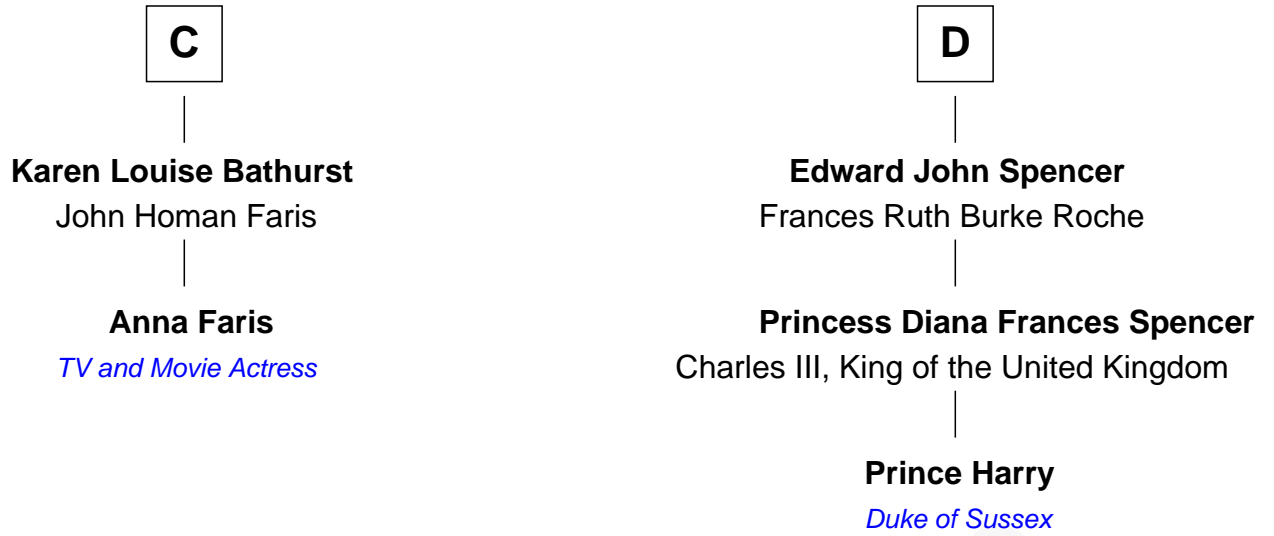 C
Karen Louise Bathurst
John Homan Faris
Anna Faris
TV and Movie Actress
D
Edward John Spencer
Frances Ruth Burke Roche
Princess Diana Frances Spencer
Charles III, King of the United Kingdom
Prince Harry
Duke of Sussex